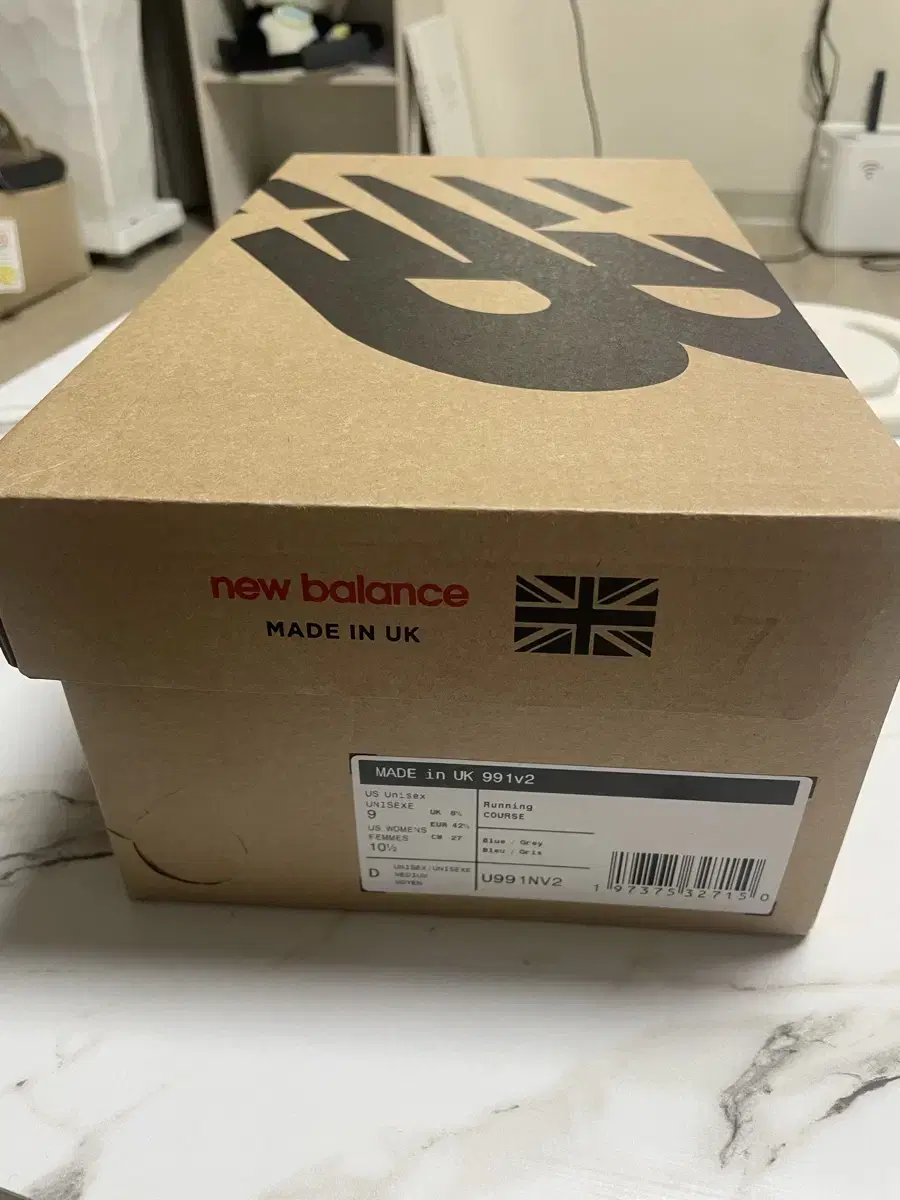 new balance
MADE IN UK
MADE in UK 991v2
US Unisex
UNISEXE
9
UK 8½
EUR 42½
CM 27
US WOMENS
FEMMES
10½
D
UNISEX/UNISEXE
MEDIUM
MOYEN
Running
COURSE
Blue / Grey
Bleu / Gris
U991NV2
1 97375 32715 0